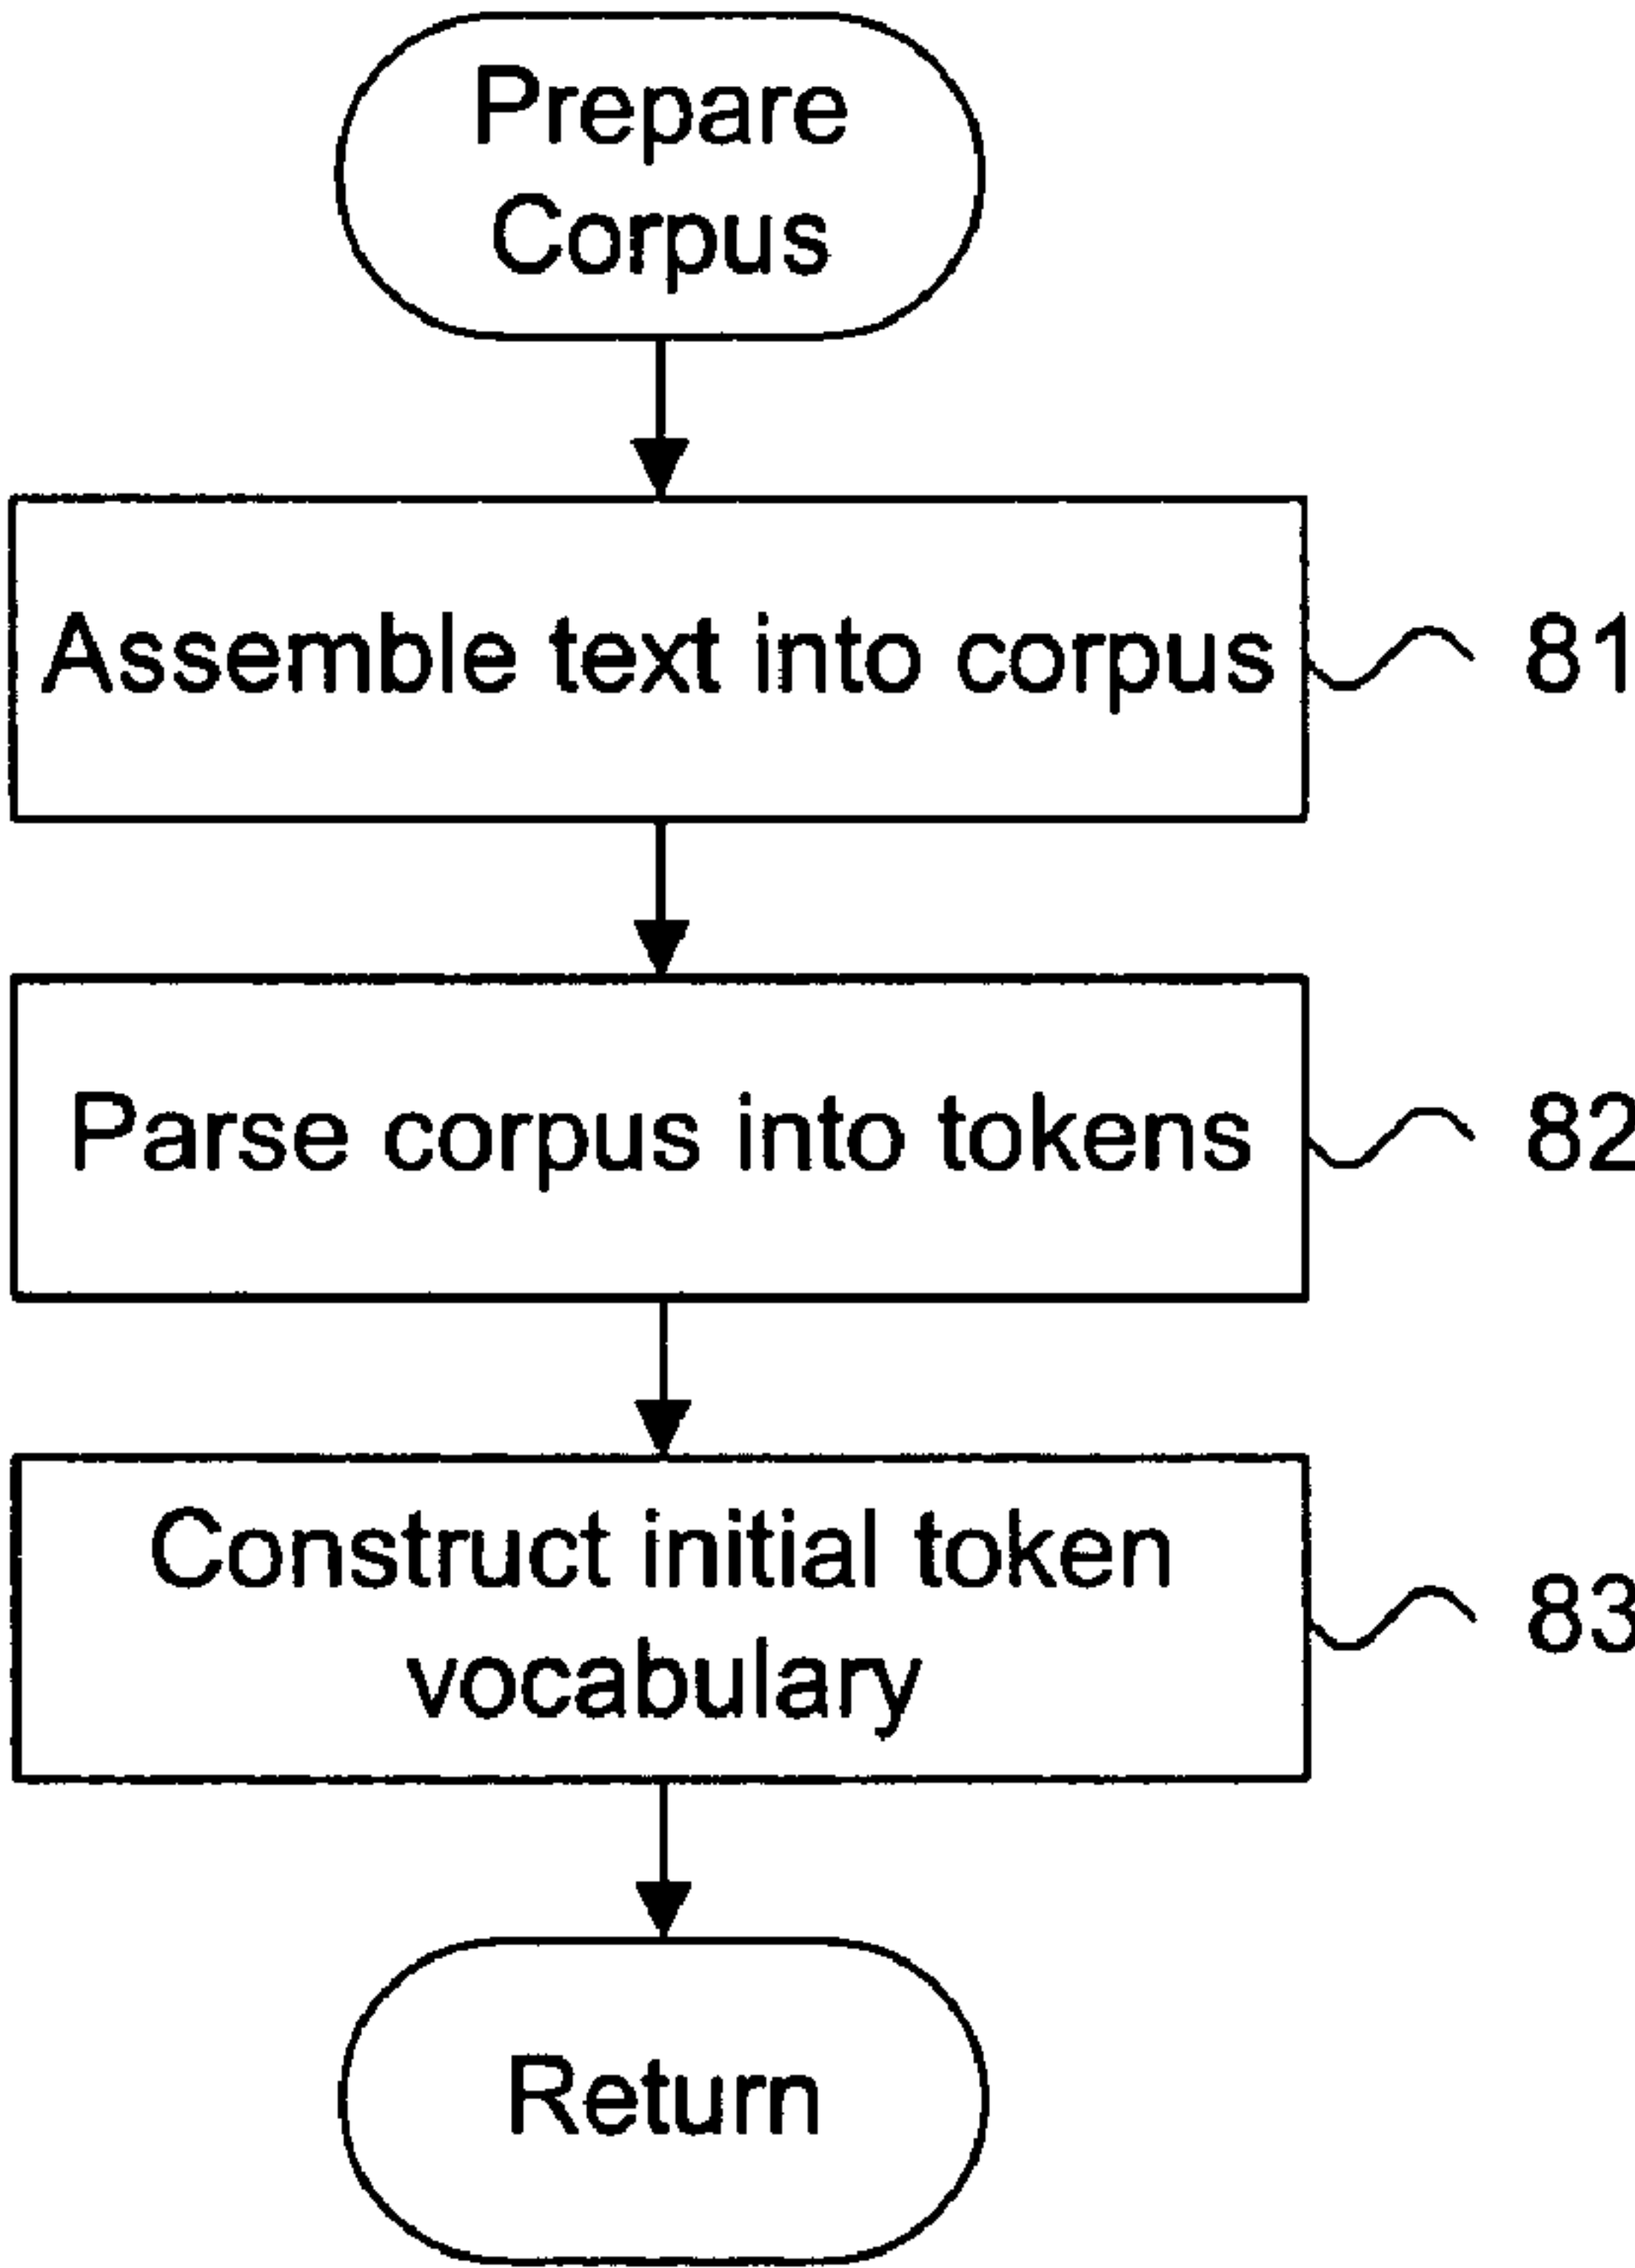 Prepare
Corpus
Assemble text into corpus
81
Parse corpus into tokens
82
Construct initial token
vocabulary
83
Return